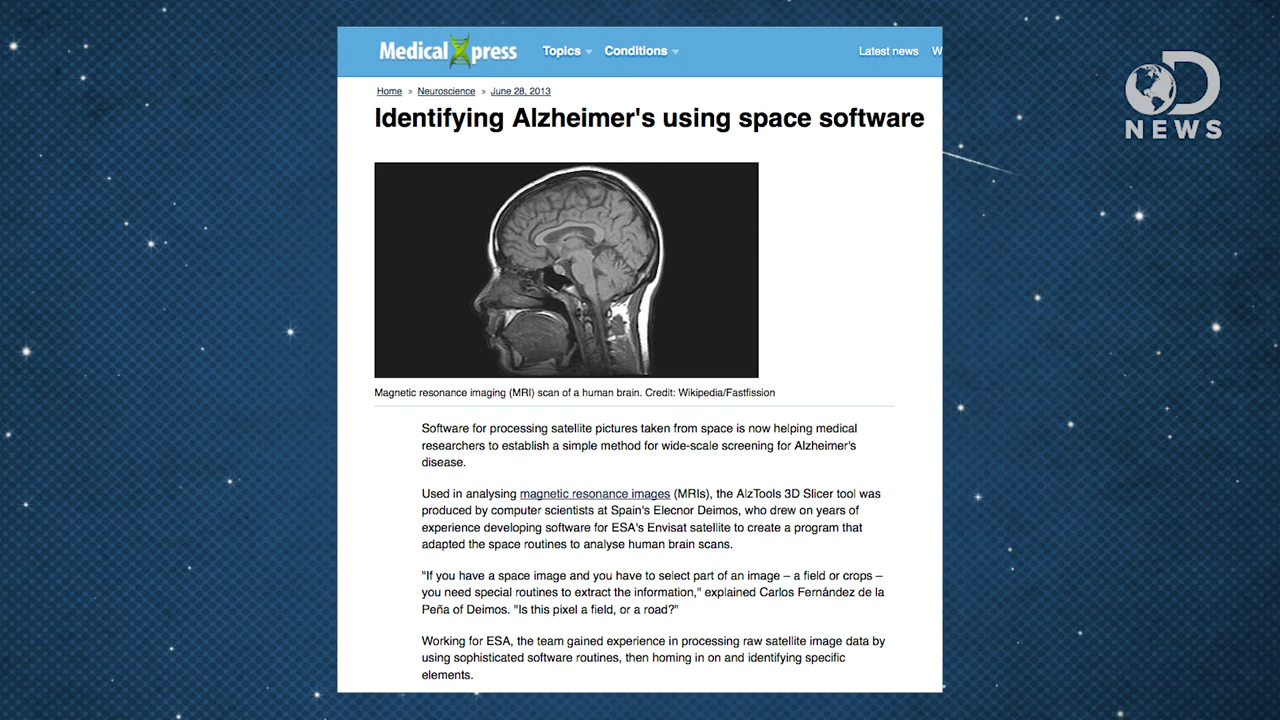 Medical Xpress Topics Conditions Latest news W
D NEWS
Home » Neuroscience » June 28, 2013
Identifying Alzheimer's using space software
Magnetic resonance imaging (MRI) scan of a human brain. Credit: Wikipedia/Fastfission
Software for processing satellite pictures taken from space is now helping medical
researchers to establish a simple method for wide-scale screening for Alzheimer's
disease.
Used in analysing magnetic resonance images (MRIs), the AlzTools 3D Slicer tool was
produced by computer scientists at Spain's Elecnor Deimos, who drew on years of
experience developing software for ESA's Envisat satellite to create a program that
adapted the space routines to analyse human brain scans.
"If you have a space image and you have to select part of an image – a field or crops –
you need special routines to extract the information," explained Carlos Fernández de la
Peña of Deimos. "Is this pixel a field, or a road?"
Working for ESA, the team gained experience in processing raw satellite image data by
using sophisticated software routines, then homing in on and identifying specific
elements.